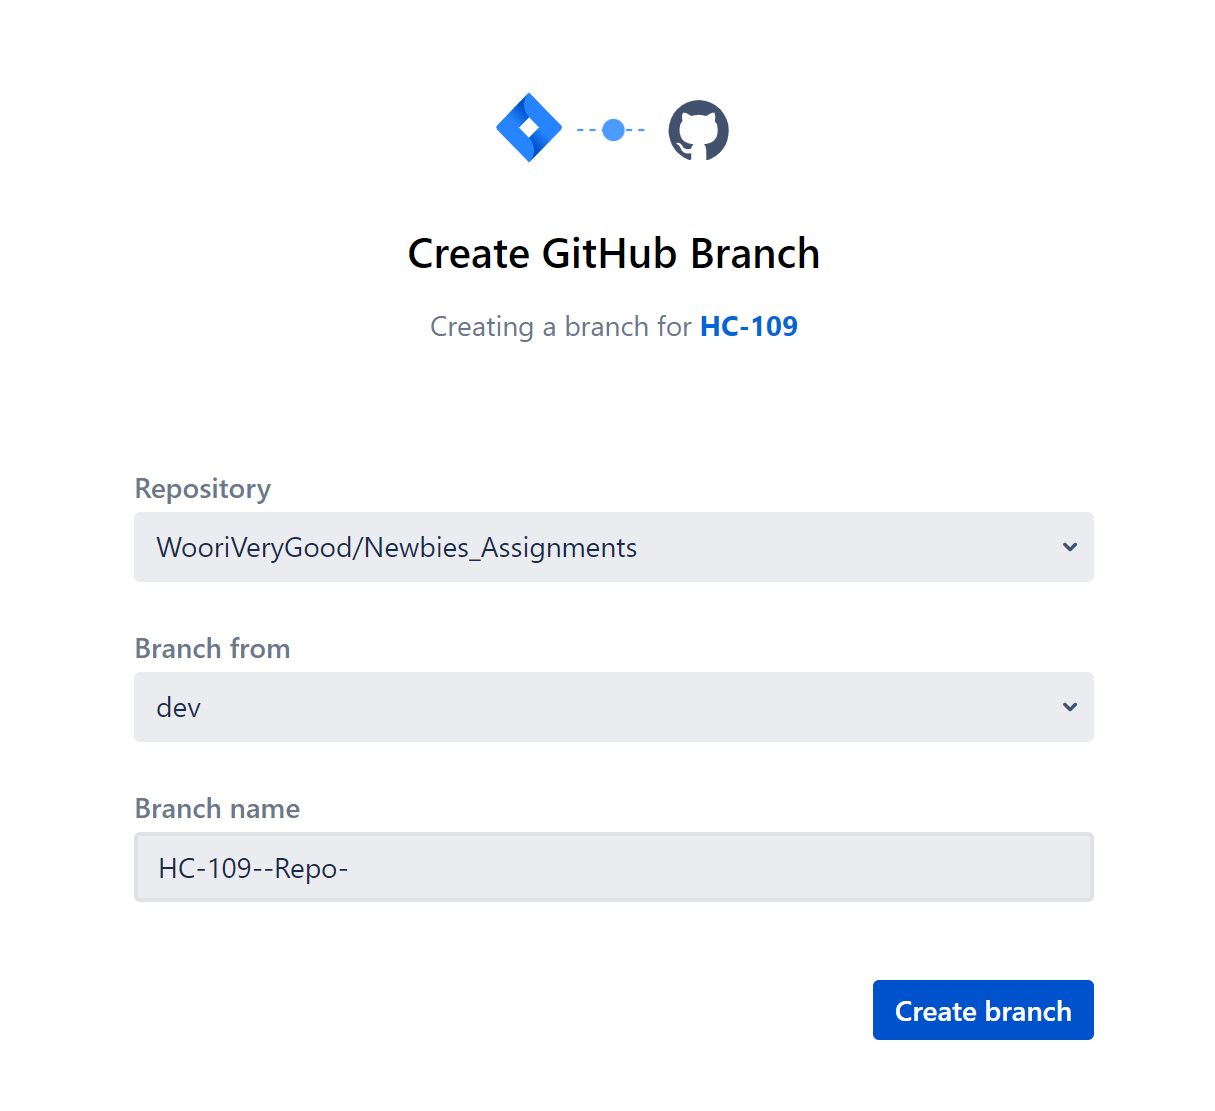 Create GitHub Branch
Creating a branch for HC-109
Repository
WooriVeryGood/Newbies_Assignments
Branch from
dev
Branch name
HC-109--Repo-
Create branch